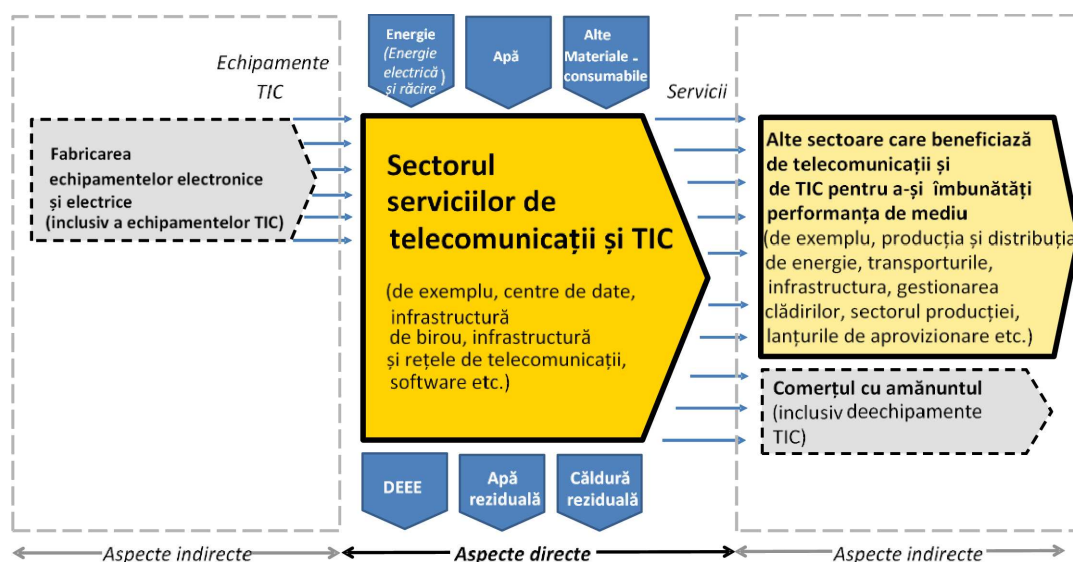 Echipamente
TIC
Fabricarea
echipamentelor electronice
și electrice
(inclusiv a echipamentelor TIC)
Energie
(Energie
electrică )
și răcire
Apă
Alte
Materiale -
consumabile
Sectorul
serviciilor de
telecomunicații și TIC
(de exemplu, centre de date,
infrastructură
de birou, infrastructură
și rețele de telecomunicații,
software etc.)
DEEE
Apă
reziduală
Căldură
reziduală
Servicii
Alte sectoare care beneficiază
de telecomunicații și
de TIC pentru a-și îmbunătăți
performanța de mediu
(de exemplu, producția și distribuția
de energie, transporturile,
infrastructura, gestionarea
clădirilor, sectorul producției,
lanțurile de aprovizionare etc.)
Comerțul cu amănuntul
(inclusiv deechipamente
TIC)
Aspecte indirecte
Aspecte directe
Aspecte indirecte